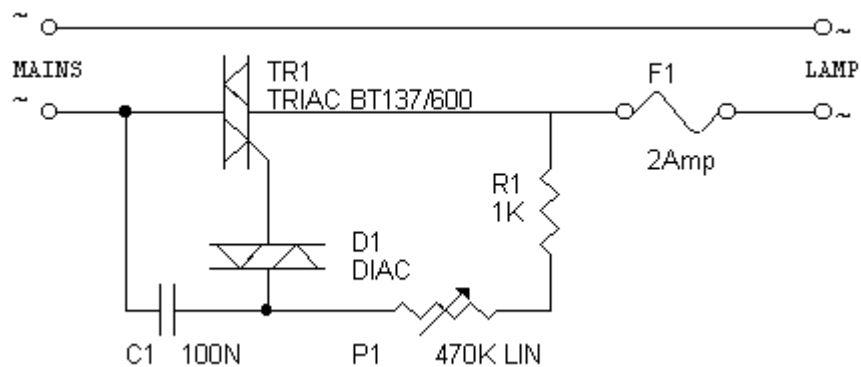 ~ ~
MAINS
~ ~
LAMP
TR1
TRIAC BT137/600
F1
2Amp
R1
1K
D1
DIAC
C1 100N
P1 470K LIN